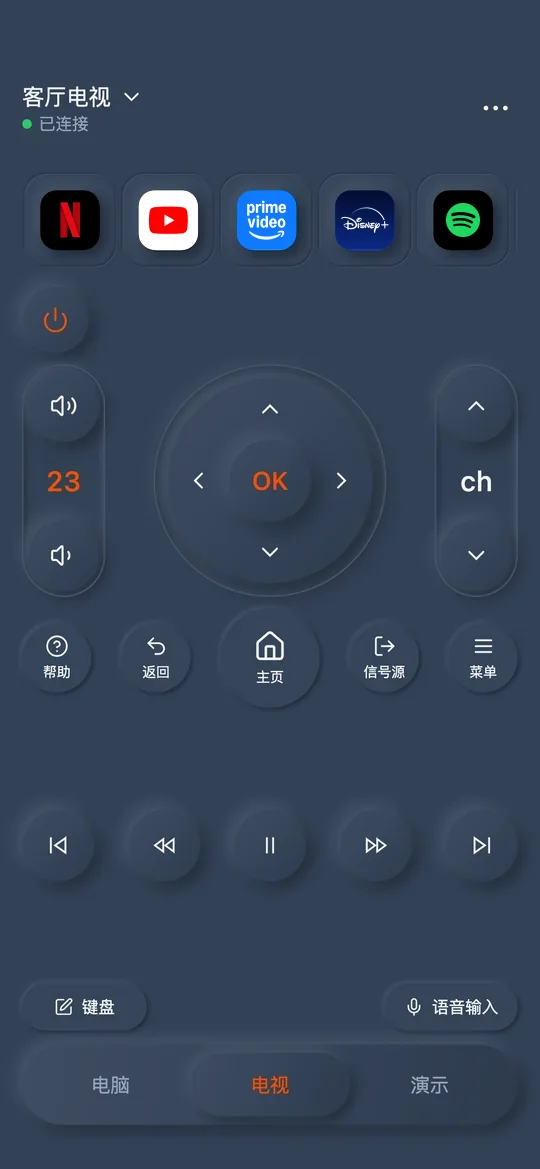 客厅电视
已连接
prime video
Disney+
23
OK
ch
帮助
返回
主页
信号源
菜单
键盘
语音输入
电脑
电视
演示